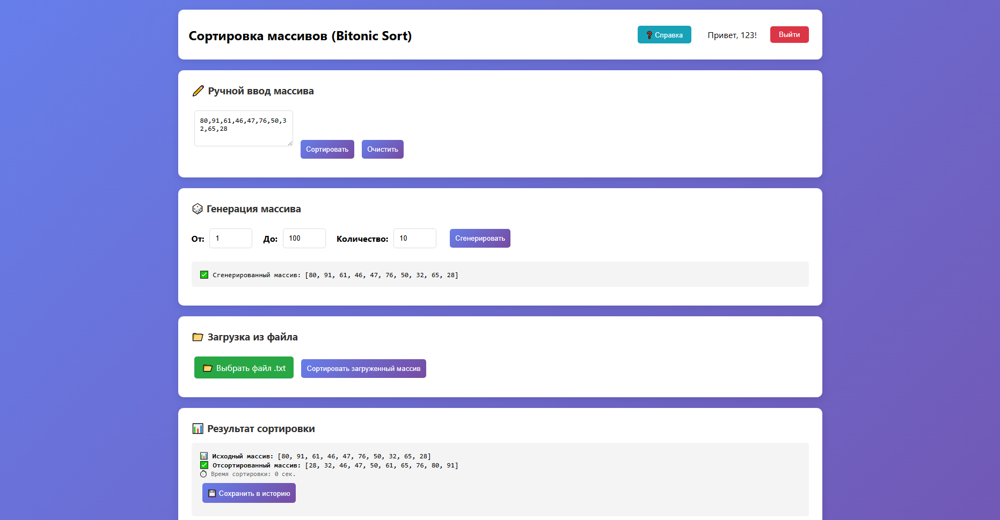 Сортировка массивов (Bitonic Sort)
❓ Справка
Привет, 123!
Выйти
✏️ Ручной ввод массива
80,91,61,46,47,76,50,3
2,65,28
Сортировать
Очистить
🎲 Генерация массива
От: 1 До: 100 Количество: 10 Сгенерировать
✅ Сгенерированный массив: [80, 91, 61, 46, 47, 76, 50, 32, 65, 28]
📁 Загрузка из файла
📂 Выбрать файл .txt
Сортировать загруженный массив
📊 Результат сортировки
📊 Исходный массив: [80, 91, 61, 46, 47, 76, 50, 32, 65, 28]
✅ Отсортированный массив: [28, 32, 46, 47, 50, 61, 65, 76, 80, 91]
⏱ Время сортировки: 0 сек.
💾 Сохранить в историю